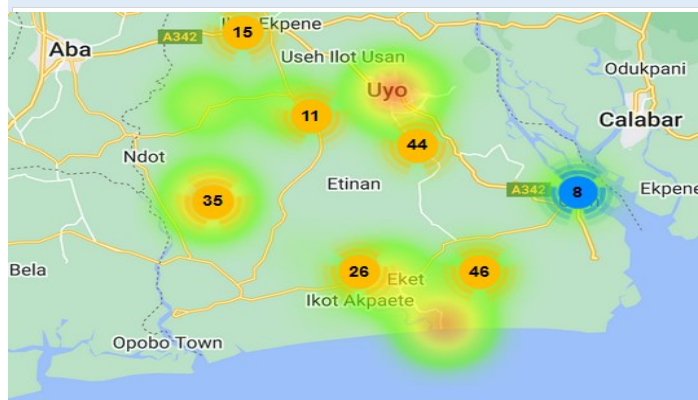 15
Ekpene
Aba
A342
Useh Ilot Usan
Odukpani
Uyo
11
Calabar
44
Ndot
Etinan
35
A342
8
Ekpene
26
46
Bela
Eket
Ikot Akpaete
Opobo Town